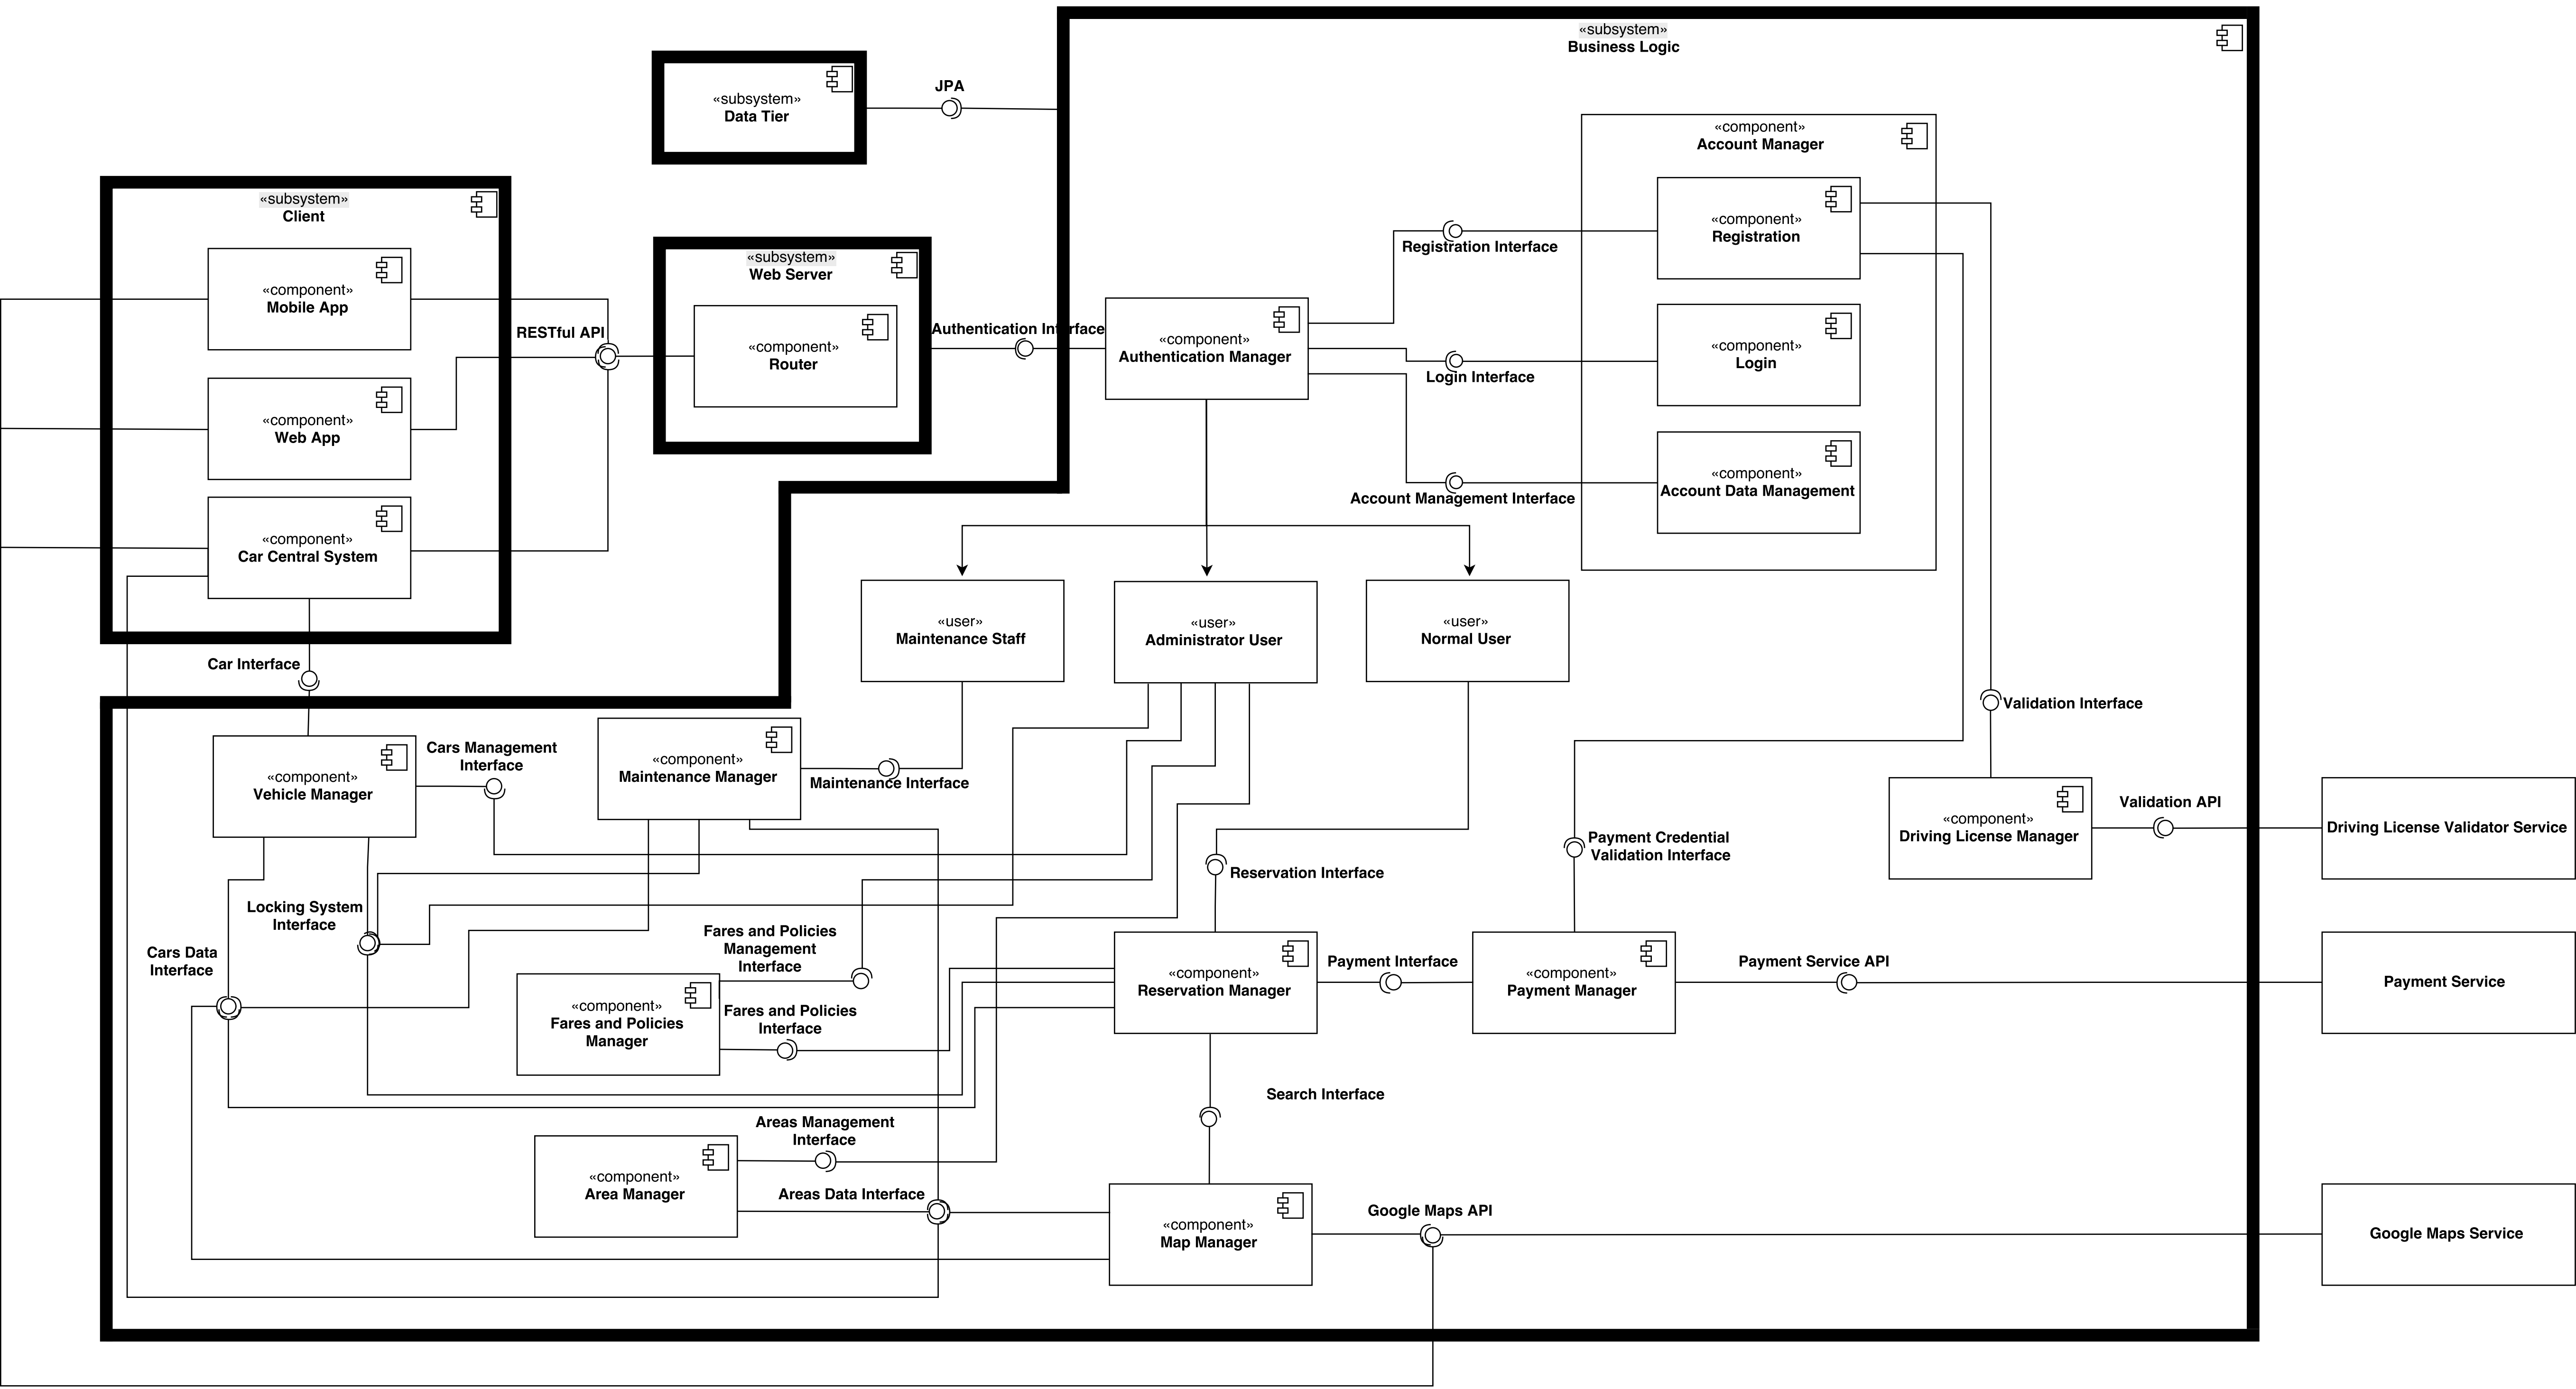 «subsystem»
Business Logic
«subsystem»
Data Tier
JPA
«component»
Account Manager
«component»
Registration
Registration Interface
«component»
Login
Login Interface
«component»
Account Data Management
Account Management Interface
«subsystem»
Client
«component»
Mobile App
«component»
Web App
«component»
Car Central System
RESTful API
«subsystem»
Web Server
«component»
Router
Authentication Interface
«component»
Authentication Manager
«user»
Maintenance Staff
«user»
Administrator User
«user»
Normal User
Car Interface
Validation Interface
«component»
Vehicle Manager
Cars Management
Interface
«component»
Maintenance Manager
Maintenance Interface
«component»
Driving License Manager
Validation API
Driving License Validator Service
Payment Credential
Validation Interface
Reservation Interface
Locking System
Interface
Cars Data
Interface
Fares and Policies
Management
Interface
«component»
Fares and Policies
Manager
Fares and Policies
Interface
«component»
Reservation Manager
Payment Interface
«component»
Payment Manager
Payment Service API
Payment Service
Search Interface
Areas Management
Interface
«component»
Area Manager
Areas Data Interface
«component»
Map Manager
Google Maps API
Google Maps Service